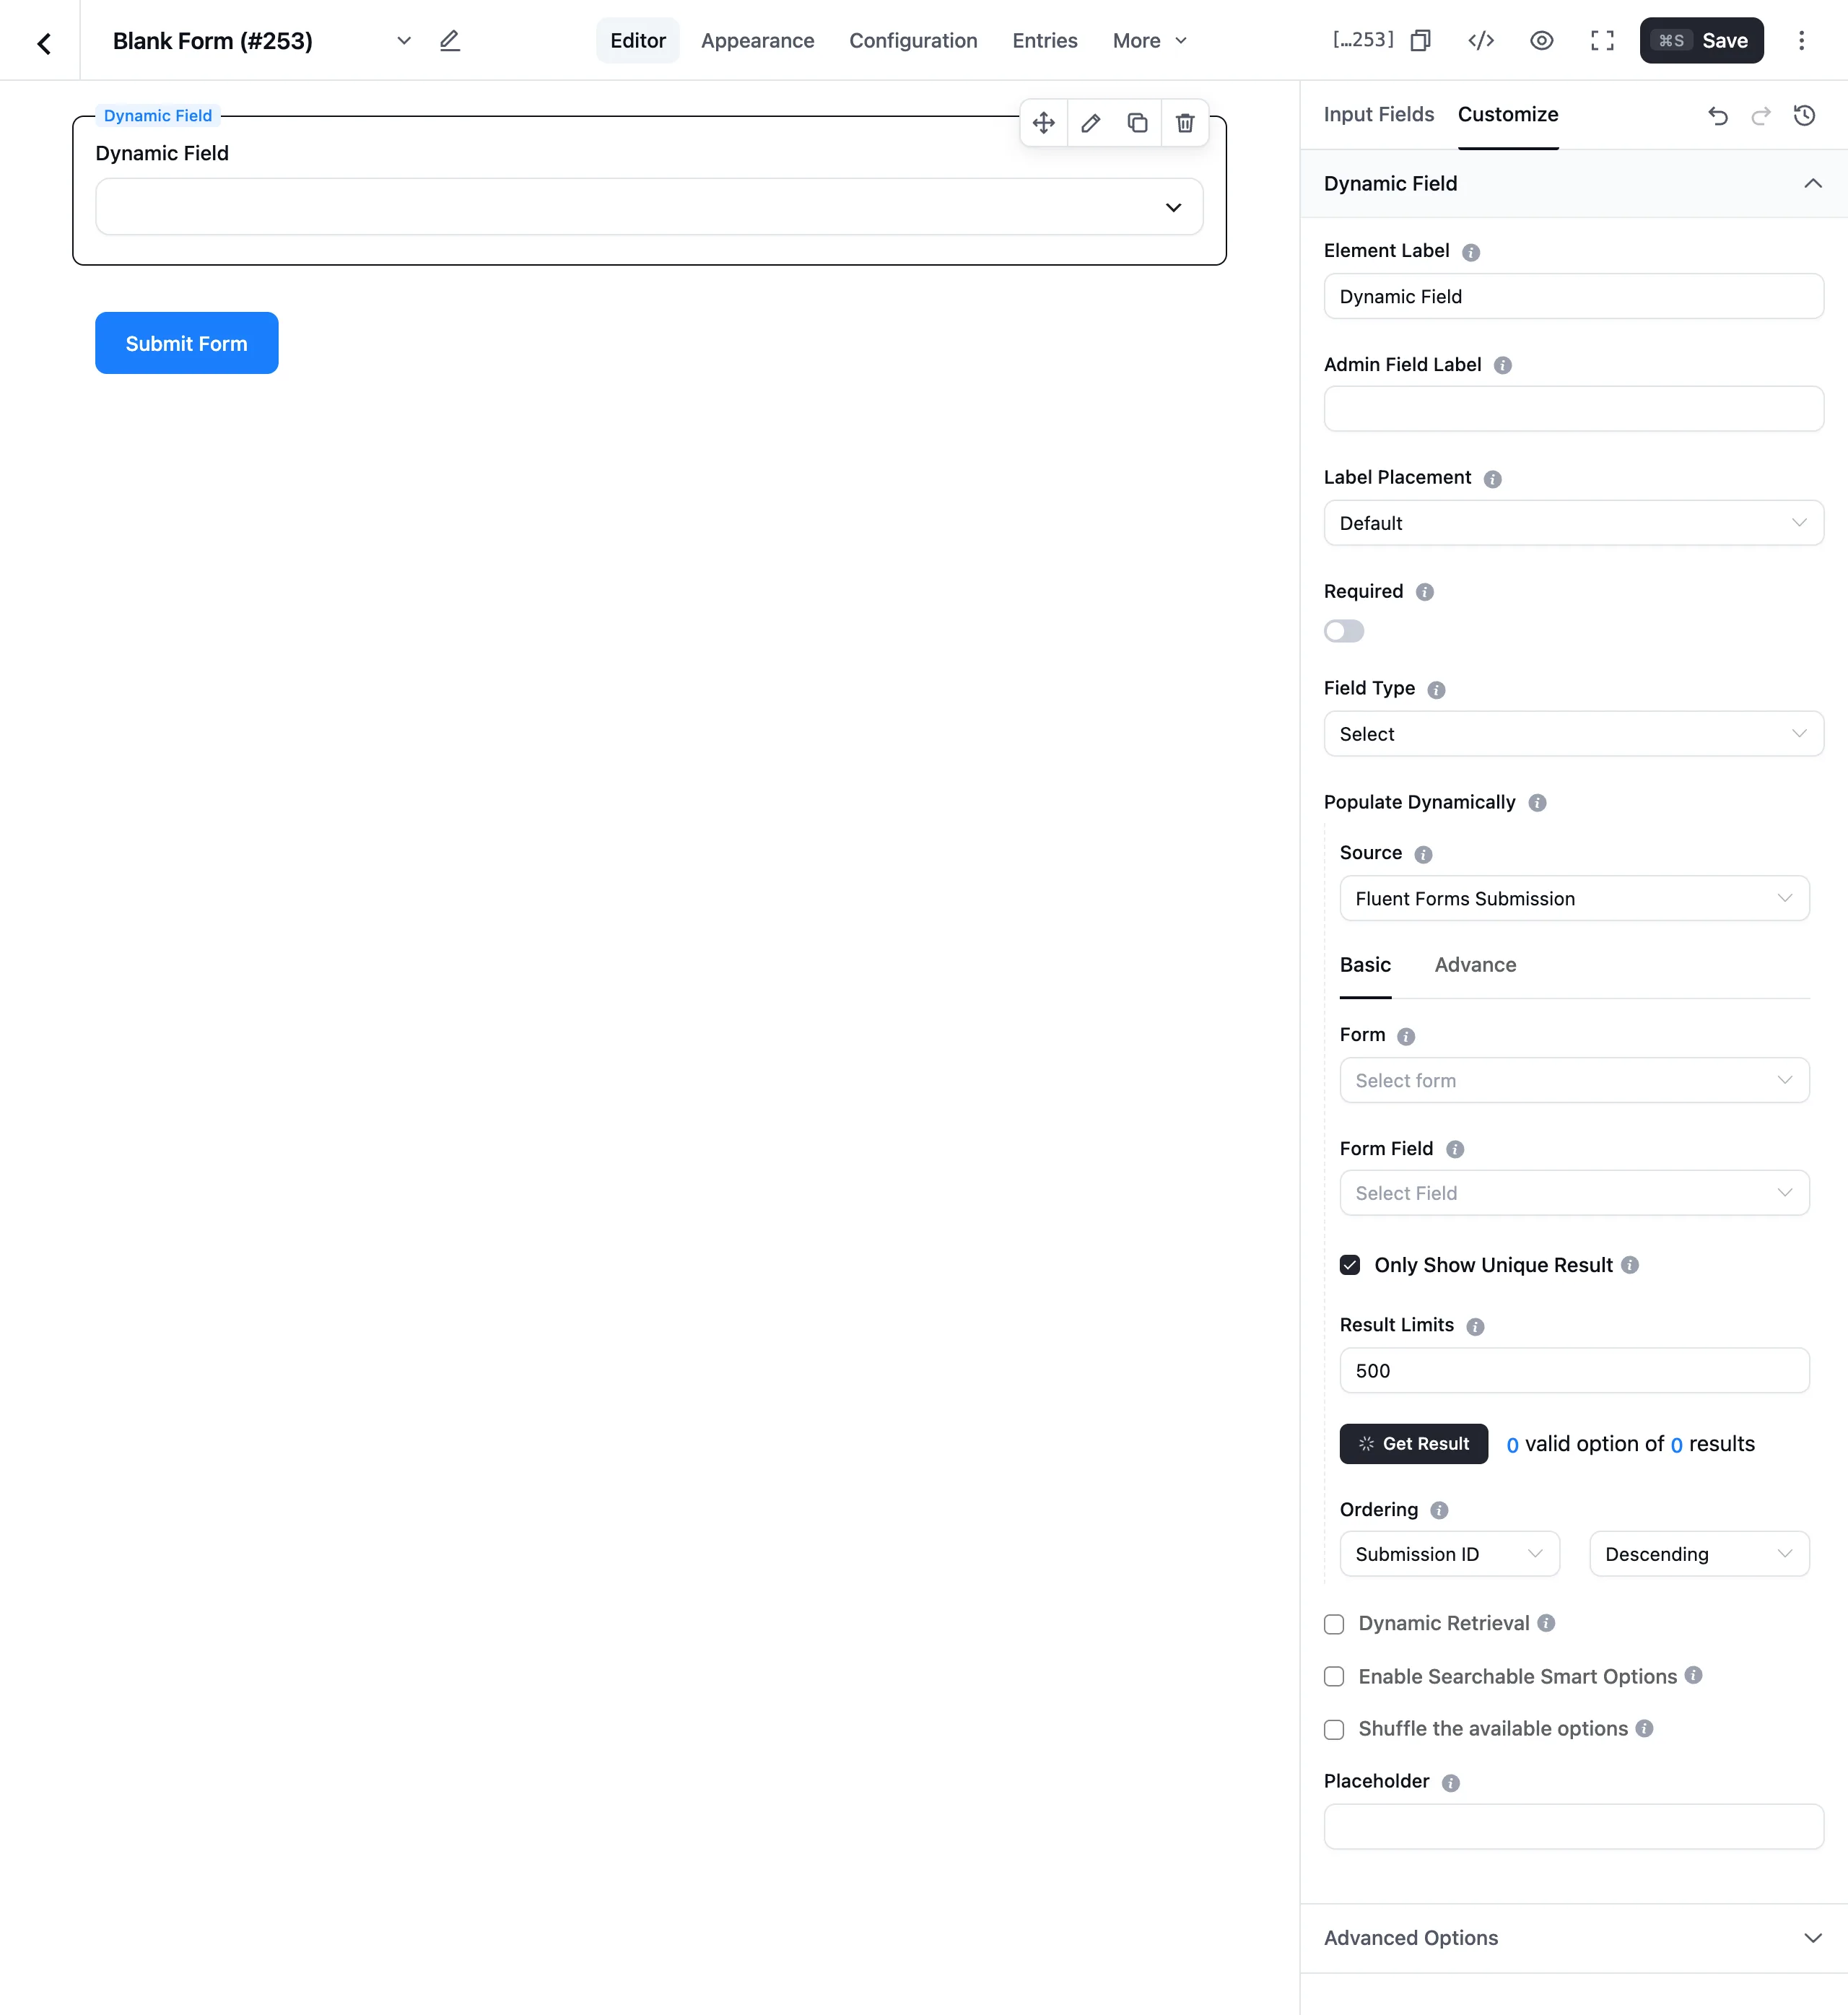 Blank Form (#253)
Editor
Appearance
Configuration
Entries
More
[...253]
⌘S Save
Dynamic Field
Dynamic Field
Submit Form
Input Fields
Customize
Dynamic Field
Element Label
Dynamic Field
Admin Field Label
Label Placement
Default
Required
Field Type
Select
Populate Dynamically
Source
Fluent Forms Submission
Basic
Advance
Form
Select form
Form Field
Select Field
Only Show Unique Result
Result Limits
500
Get Result
0 valid option of 0 results
Ordering
Submission ID
Descending
Dynamic Retrieval
Enable Searchable Smart Options
Shuffle the available options
Placeholder
Advanced Options